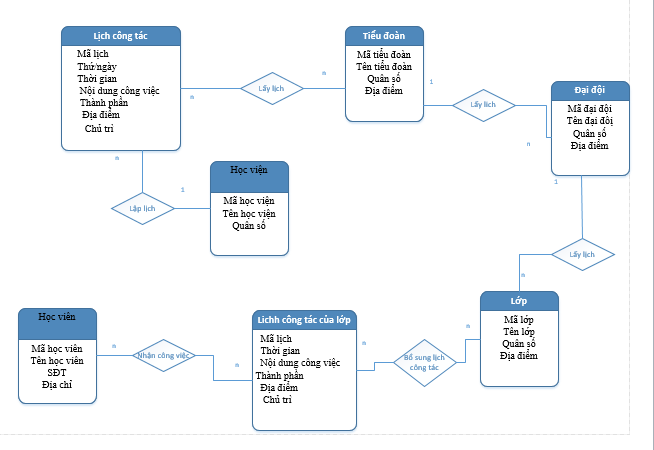 Lịch công tác
Mã lịch
Thứ/ngày
Thời gian
Nội dung công việc
Thành phần
Địa điểm
Chủ trì
n
Lấy lịch
n
Tiểu đoàn
Mã tiểu đoàn
Tên tiểu đoàn
Quân số
Địa điểm
1
Lấy lịch
n
Đại đội
Mã đại đội
Tên đại đôị
Quân số
Địa điểm
n
Lập lịch
1
Học viện
Mã học viện
Tên học viện
Quân số
1
Lấy lịch
n
Học viên
Mã học viên
Tên học viên
SĐT
Địa chỉ
n
Nhận công việc
n
Lichh công tác của lớp
Mã lịch
Thời gian
Nội dung công việc
Thành phần
Địa điểm
Chủ trì
n
Bổ sung lịch
công tác
n
Lớp
Mã lớp
Tên lớp
Quân số
Địa điểm